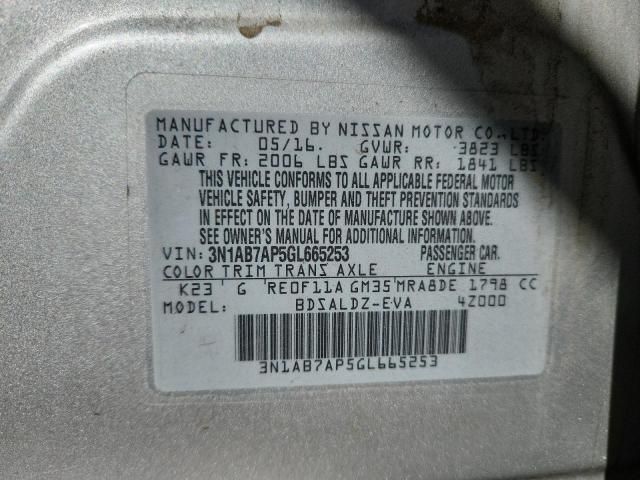 MANUFACTURED BY NISSAN MOTOR CO., LTD.
DATE: 05/16. GVWR: 3823 LBS
GAWR FR: 2006 LBS GAWR RR: 1841 LBS
THIS VEHICLE CONFORMS TO ALL APPLICABLE FEDERAL MOTOR
VEHICLE SAFETY, BUMPER AND THEFT PREVENTION STANDARDS
IN EFFECT ON THE DATE OF MANUFACTURE SHOWN ABOVE.
SEE OWNER'S MANUAL FOR ADDITIONAL INFORMATION.
VIN: 3N1AB7AP5GL665253 PASSENGER CAR.
COLOR TRIM TRANS AXLE ENGINE
K23 G RE0F11A GM35 MRA8DE 1798 CC
MODEL: BDSALDZ-EVA 4Z000
3N1AB7AP5GL665253